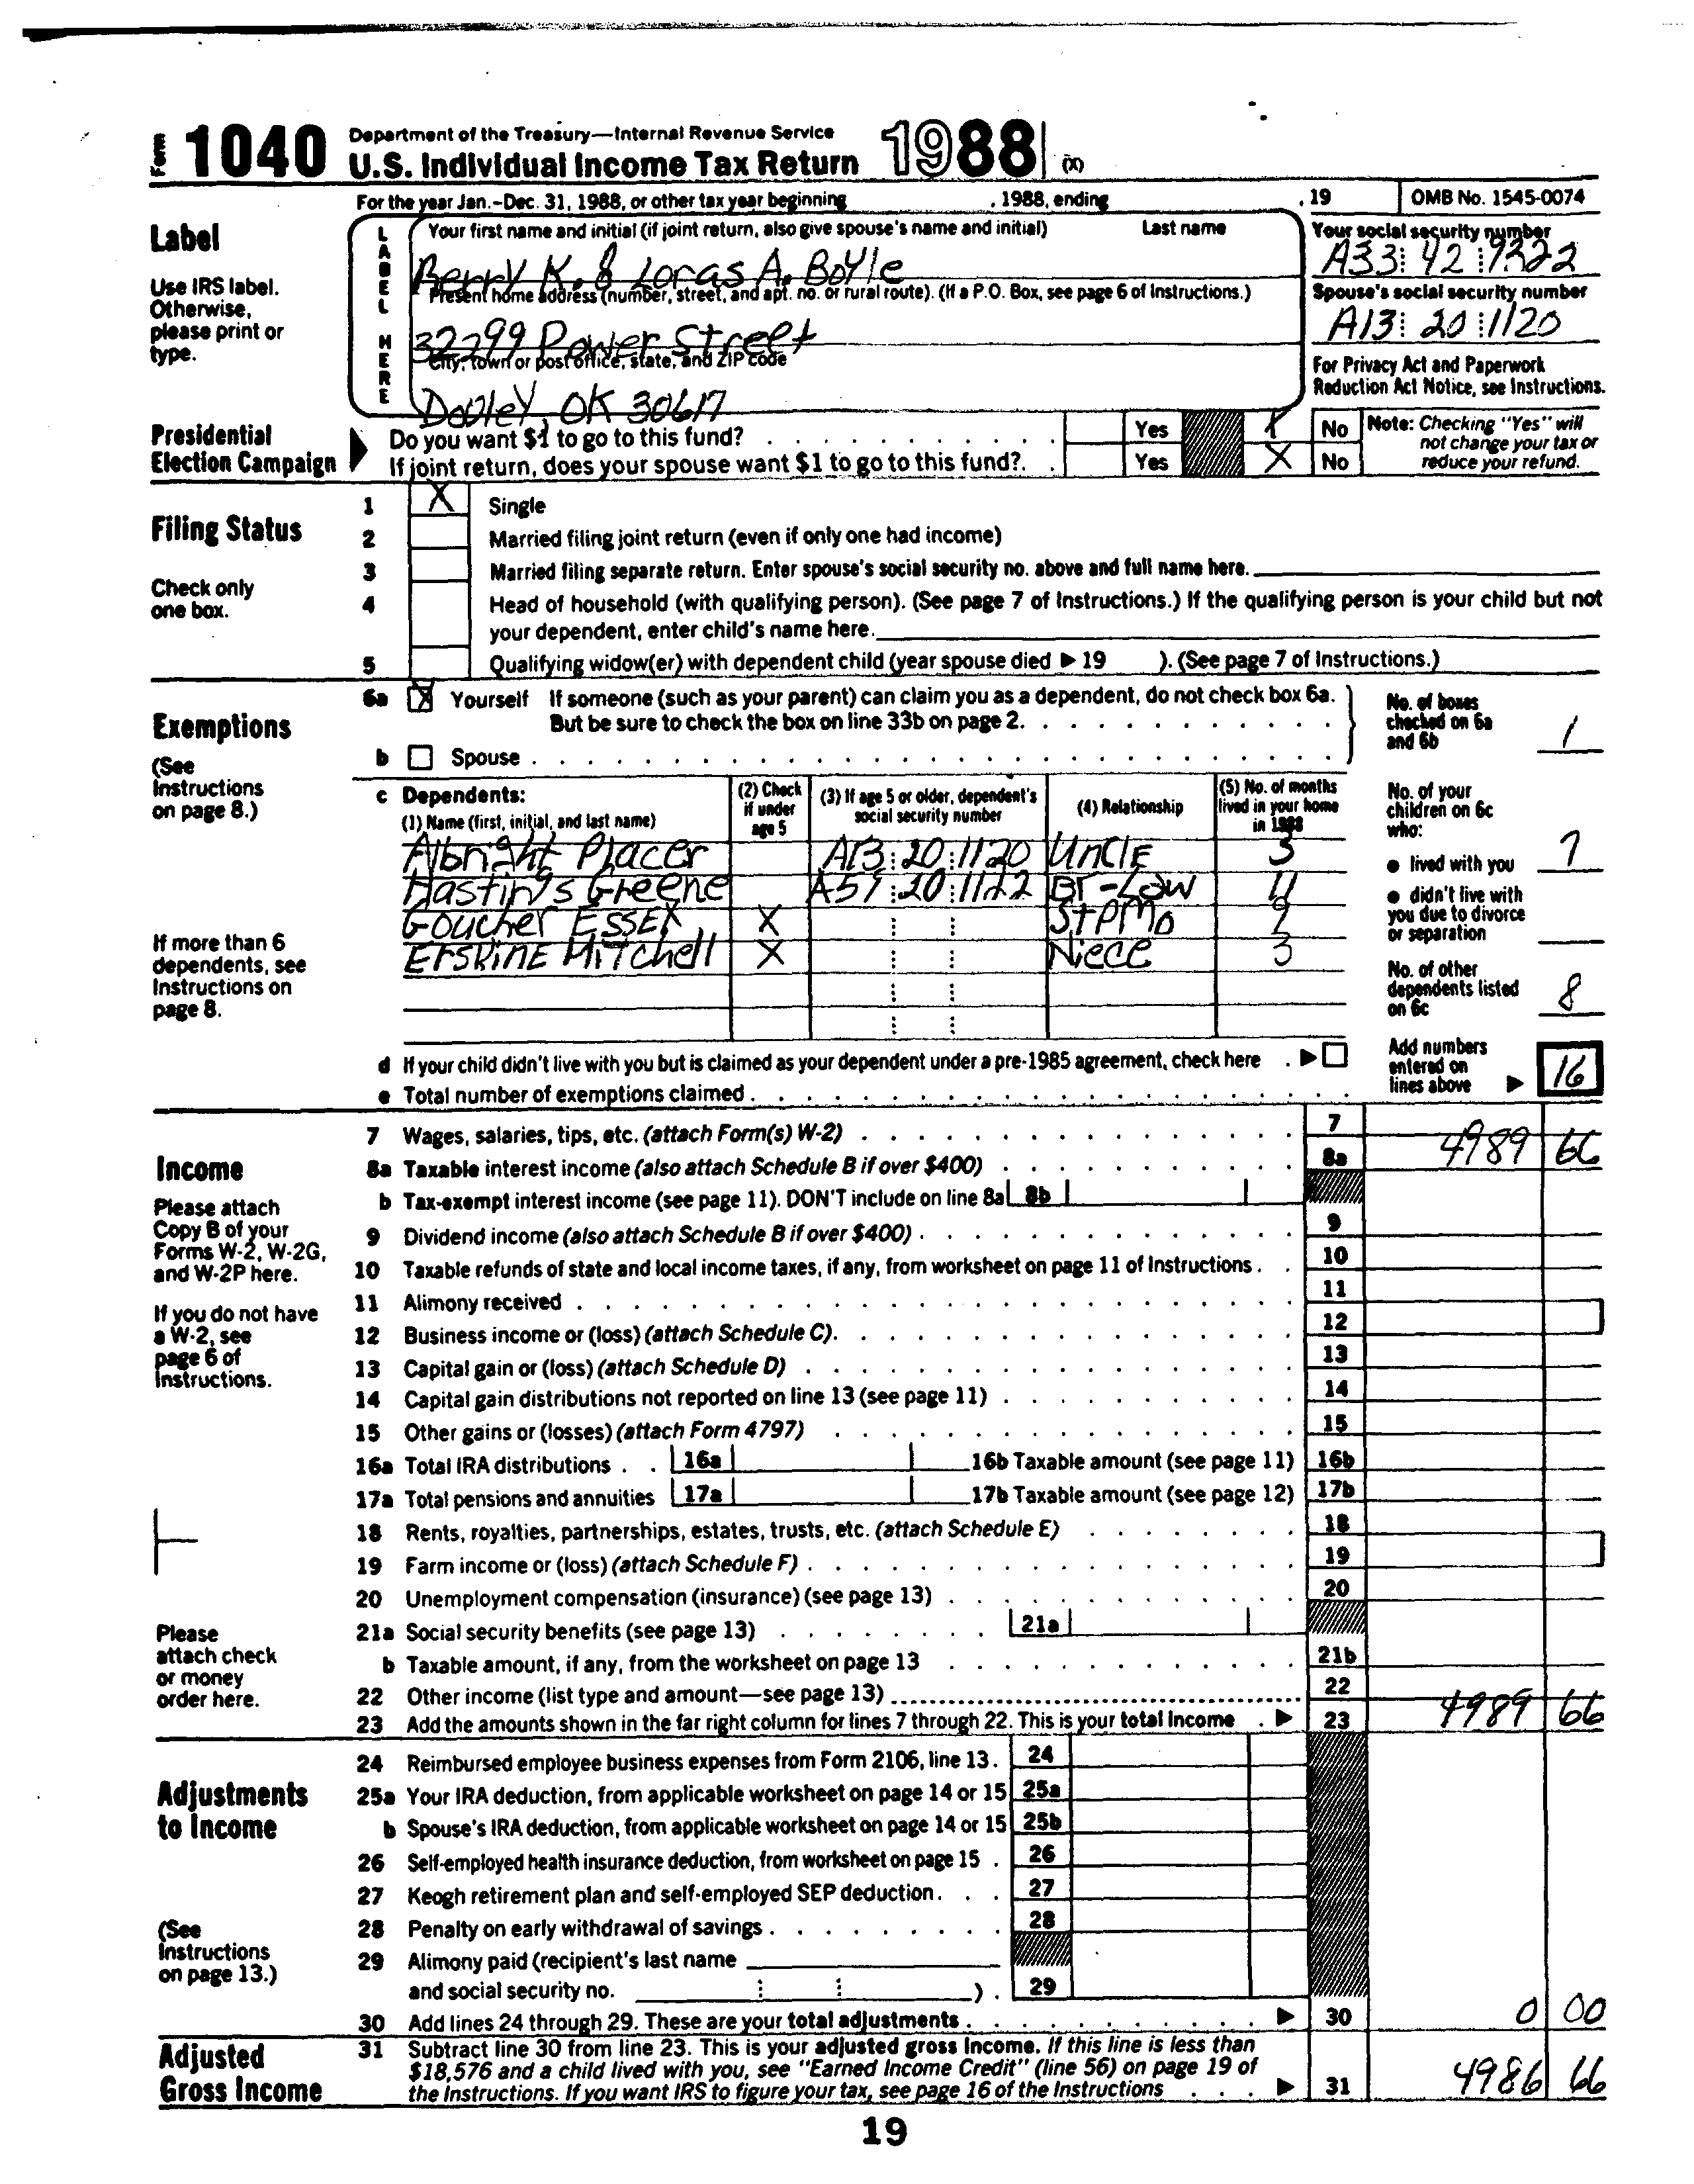 Form 1040 Department of the Treasury—Internal Revenue Service
U.S. Individual Income Tax Return 1988 (X)
For the year Jan.-Dec. 31, 1988, or other tax year beginning , 1988, ending , 19 OMB No. 1545-0074
Label
Use IRS label.
Otherwise,
please print or
type.
LABEL HERE
Your first name and initial (if joint return, also give spouse's name and initial) Last name
Berry K. & Loras A. Boyle
Present home address (number, street, and apt. no. or rural route). (If a P.O. Box, see page 6 of Instructions.)
32299 Power Street
City, town or post office, state, and ZIP code
Dooley OK 30617
Your social security number
A33 42 9322
Spouse's social security number
A13 20 1120
For Privacy Act and Paperwork
Reduction Act Notice, see Instructions.
Presidential
Election Campaign
Do you want $1 to go to this fund? Yes X No
If joint return, does your spouse want $1 to go to this fund? Yes X No
Note: Checking "Yes" will
not change your tax or
reduce your refund.
Filing Status
Check only
one box.
1 X Single
2 Married filing joint return (even if only one had income)
3 Married filing separate return. Enter spouse's social security no. above and full name here.
4 Head of household (with qualifying person). (See page 7 of Instructions.) If the qualifying person is your child but not
your dependent, enter child's name here.
5 Qualifying widow(er) with dependent child (year spouse died ▶ 19 ). (See page 7 of Instructions.)
Exemptions
(See
Instructions
on page 8.)
6a X Yourself If someone (such as your parent) can claim you as a dependent, do not check box 6a.
But be sure to check the box on line 33b on page 2.
b Spouse
No. of boxes
checked on 6a
and 6b 1
c Dependents:
(1) Name (first, initial, and last name)
(2) Check
if under
age 5
(3) If age 5 or older, dependent's
social security number
(4) Relationship
(5) No. of months
lived in your home
in 1988
Albright Placer A13 20 1120 Uncle 3
Hastings Greene A51 20 1122 Br-Law 4
Goucher Essex X StpMo
Erskine Mitchell X Niece 3
If more than 6
dependents, see
Instructions on
page 8.
No. of your
children on 6c
who:
● lived with you 7
● didn't live with
you due to divorce
or separation
No. of other
dependents listed
on 6c 8
d If your child didn't live with you but is claimed as your dependent under a pre-1985 agreement, check here ▶
e Total number of exemptions claimed
Add numbers
entered on
lines above ▶ 16
Income
Please attach
Copy B of your
Forms W-2, W-2G,
and W-2P here.
If you do not have
a W-2, see
page 6 of
Instructions.
Please
attach check
or money
order here.
7 Wages, salaries, tips, etc. (attach Form(s) W-2) 7 4989 66
8a Taxable interest income (also attach Schedule B if over $400) 8a
b Tax-exempt interest income (see page 11). DON'T include on line 8a 8b
9 Dividend income (also attach Schedule B if over $400) 9
10 Taxable refunds of state and local income taxes, if any, from worksheet on page 11 of Instructions 10
11 Alimony received 11
12 Business income or (loss) (attach Schedule C) 12
13 Capital gain or (loss) (attach Schedule D) 13
14 Capital gain distributions not reported on line 13 (see page 11) 14
15 Other gains or (losses) (attach Form 4797) 15
16a Total IRA distributions 16a 16b Taxable amount (see page 11) 16b
17a Total pensions and annuities 17a 17b Taxable amount (see page 12) 17b
18 Rents, royalties, partnerships, estates, trusts, etc. (attach Schedule E) 18
19 Farm income or (loss) (attach Schedule F) 19
20 Unemployment compensation (insurance) (see page 13) 20
21a Social security benefits (see page 13) 21a
b Taxable amount, if any, from the worksheet on page 13 21b
22 Other income (list type and amount—see page 13) 22
23 Add the amounts shown in the far right column for lines 7 through 22. This is your total income ▶ 23 4989 66
Adjustments
to Income
(See
Instructions
on page 13.)
24 Reimbursed employee business expenses from Form 2106, line 13 24
25a Your IRA deduction, from applicable worksheet on page 14 or 15 25a
b Spouse's IRA deduction, from applicable worksheet on page 14 or 15 25b
26 Self-employed health insurance deduction, from worksheet on page 15 26
27 Keogh retirement plan and self-employed SEP deduction 27
28 Penalty on early withdrawal of savings 28
29 Alimony paid (recipient's last name
and social security no. ) 29
30 Add lines 24 through 29. These are your total adjustments ▶ 30 0 00
Adjusted
Gross Income
31 Subtract line 30 from line 23. This is your adjusted gross income. If this line is less than
$18,576 and a child lived with you, see "Earned Income Credit" (line 56) on page 19 of
the Instructions. If you want IRS to figure your tax, see page 16 of the Instructions ▶ 31 4986 66
19